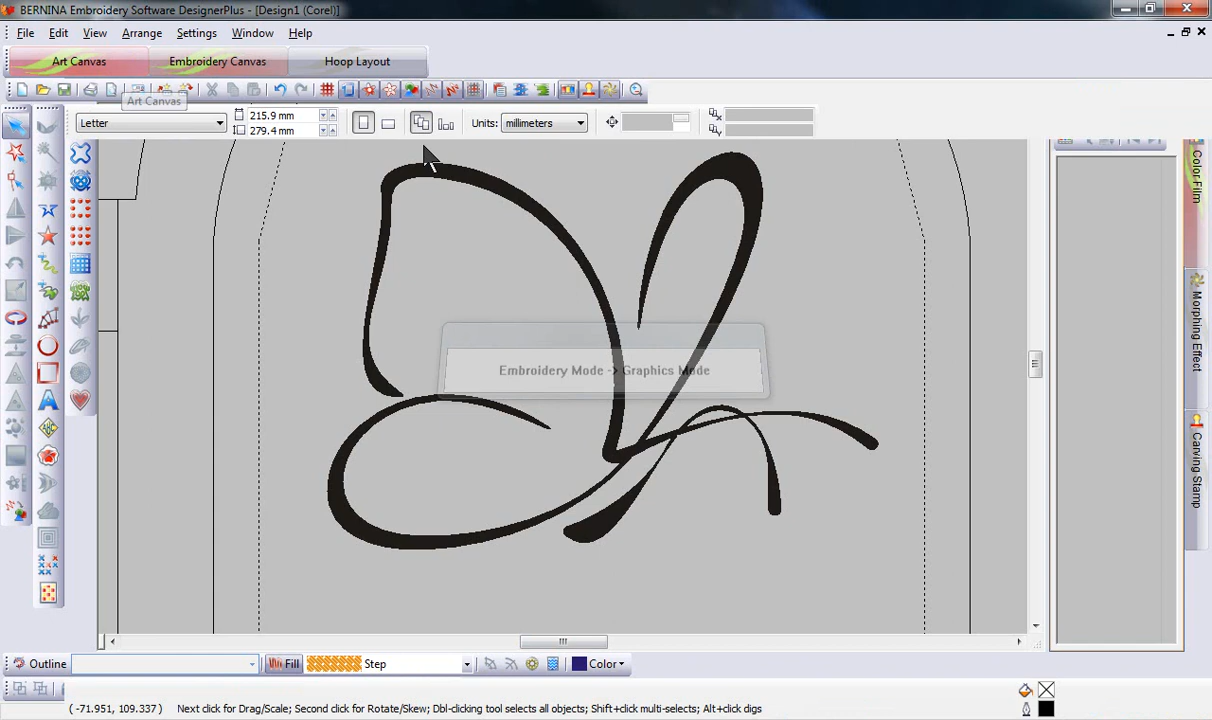 BERNINA Embroidery Software DesignerPlus - [Design1 (Corel)]
File Edit View Arrange Settings Window Help
Art Canvas Embroidery Canvas Hoop Layout
Art Canvas
Letter 215.9 mm Units: millimeters
279.4 mm
Color Film
Morphing Effect
Carving Stamp
Embroidery Mode -> Graphics Mode
ABC
Outline Fill Step Color
(-71.951, 109.337) Next click for Drag/Scale; Second click for Rotate/Skew; Dbl-clicking tool selects all objects; Shift+click multi-selects; Alt+click digs